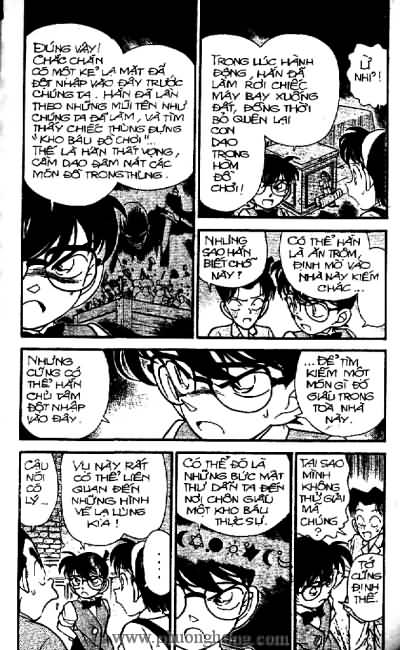 ĐÚNG VẬY!
CHẮC CHẮN
CÓ MỘT KẺ LẠ MẶT ĐÃ
ĐỘT NHẬP VÀO ĐÂY TRƯỚC
CHÚNG TA. HẮN ĐÃ LẦN
THEO NHỮNG MŨI TÊN NHƯ
CHÚNG TA ĐÃ LÀM, VÀ TÌM
THẤY CHIẾC THÙNG ĐỰNG
"KHO BÁU ĐỒ CHƠI"...
THẾ LÀ HẮN THẤT VỌNG,
CẦM DAO ĐÂM NÁT CÁC
MÓN ĐỒ TRONG THÙNG.
TRONG LÚC HÀNH
ĐỘNG, HẮN ĐÃ
LÀM RƠI CHIẾC
MÁY BAY XUỐNG
ĐẤT, ĐỒNG THỜI
BỎ QUÊN LẠI
CON
DAO
TRONG
HÒM
ĐỒ
CHƠI!
Ừ
NHỈ!
NHƯNG
SAO HẮN
BIẾT CHỖ
NÀY!
CÓ THỂ HẮN
LÀ ĂN TRỘM,
ĐỊNH MÒ VÀO
NHÀ NÀY KIẾM
CHÁC...
NHƯNG
CŨNG CÓ
THỂ HẮN
CHỦ TÂM
ĐỘT NHẬP
VÀO ĐÂY.
...ĐỂ TÌM
KIẾM MỘT
MÓN GÌ ĐÓ
GIẤU TRONG
TOÀ NHÀ
NÀY.
CẬU
NÓI
CÓ
LÝ...
VỤ NÀY RẤT
CÓ THỂ LIÊN
QUAN ĐẾN
NHỮNG HÌNH
VẼ LẠ LÙNG
KIA!
...
CÓ THỂ ĐÓ LÀ
NHỮNG BỨC MẬT
THƯ DẪN TA ĐẾN
NƠI CHÔN GIẤU
MỘT KHO BÁU
THỰC SỰ.
TẠI SAO
MÌNH
KHÔNG
THỬ GIẢI
MÃ
CHÚNG
?
TỚ
CŨNG
ĐỊNH
THẾ.
www.phuonghong.com